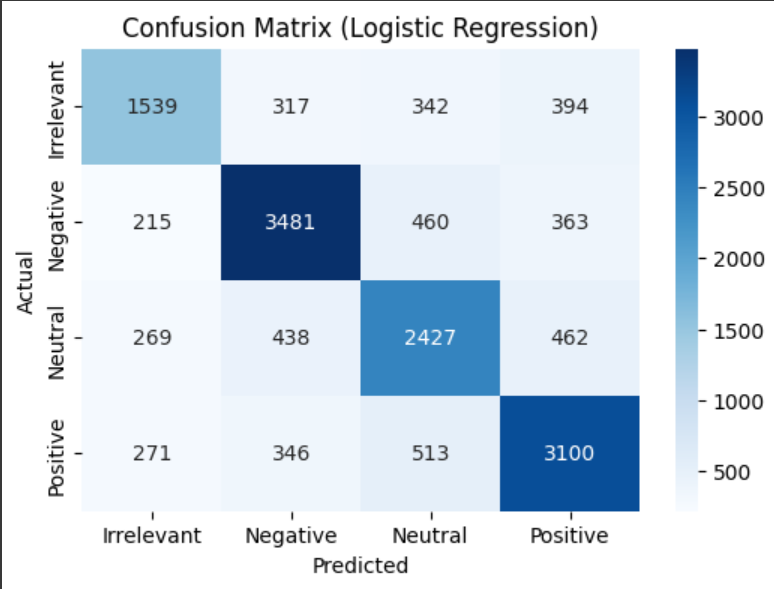 Confusion Matrix (Logistic Regression)
Actual
Irrelevant 1539 317 342 394
Negative 215 3481 460 363
Neutral 269 438 2427 462
Positive 271 346 513 3100
Irrelevant Negative Neutral Positive
Predicted
3000
2500
2000
1500
1000
500